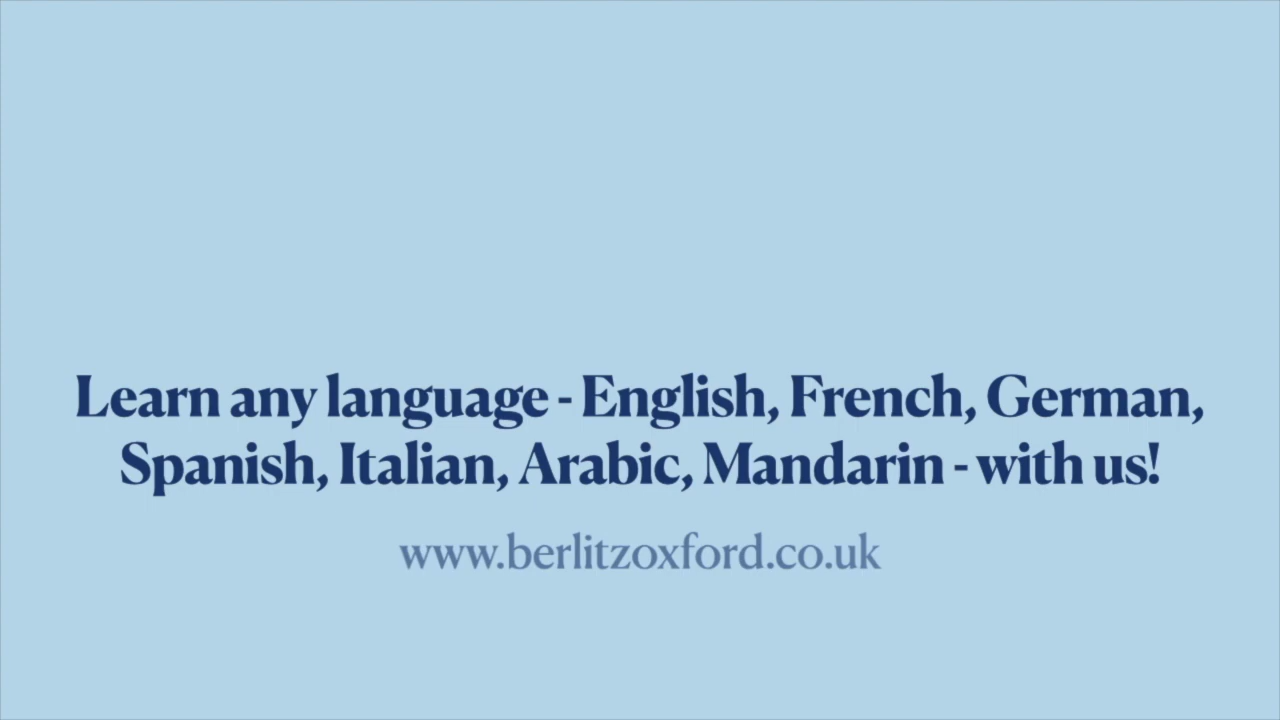 Learn any language - English, French, German,
Spanish, Italian, Arabic, Mandarin - with us!
www.berlitzoxford.co.uk